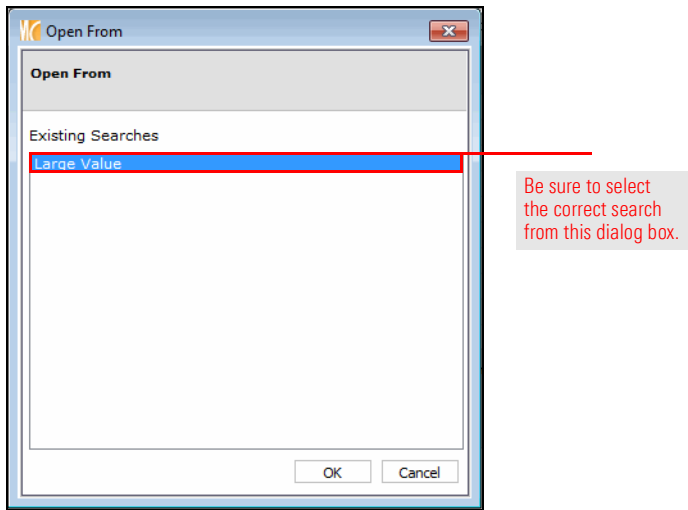 Open From
Open From
Existing Searches
Large Value
Be sure to select
the correct search
from this dialog box.
OK
Cancel